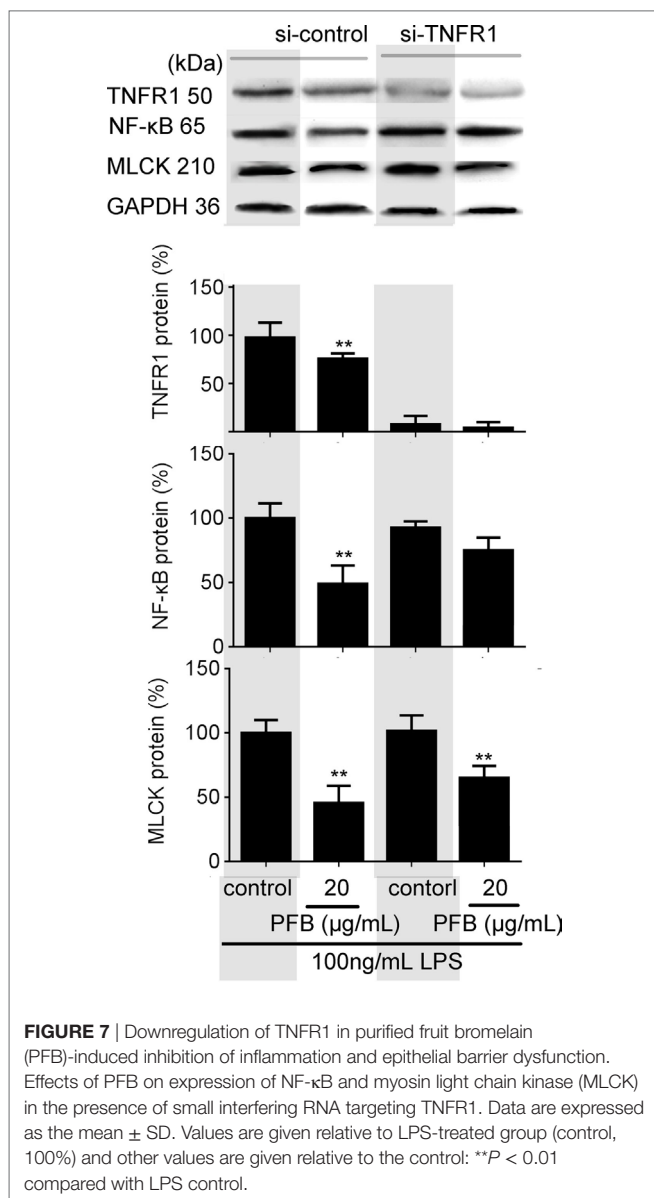 si-control si-TNFR1
(kDa)
TNFR1 50
NF-κB 65
MLCK 210
GAPDH 36
TNFR1 protein (%)
150
100
50
**
NF-κB protein (%)
150
100
50
0
**
MLCK protein (%)
150
100
50
0
** **
control 20 contorl 20
PFB (μg/mL) PFB (μg/mL)
100ng/mL LPS
FIGURE 7 | Downregulation of TNFR1 in purified fruit bromelain
(PFB)-induced inhibition of inflammation and epithelial barrier dysfunction.
Effects of PFB on expression of NF-κB and myosin light chain kinase (MLCK)
in the presence of small interfering RNA targeting TNFR1. Data are expressed
as the mean ± SD. Values are given relative to LPS-treated group (control,
100%) and other values are given relative to the control: **P < 0.01
compared with LPS control.